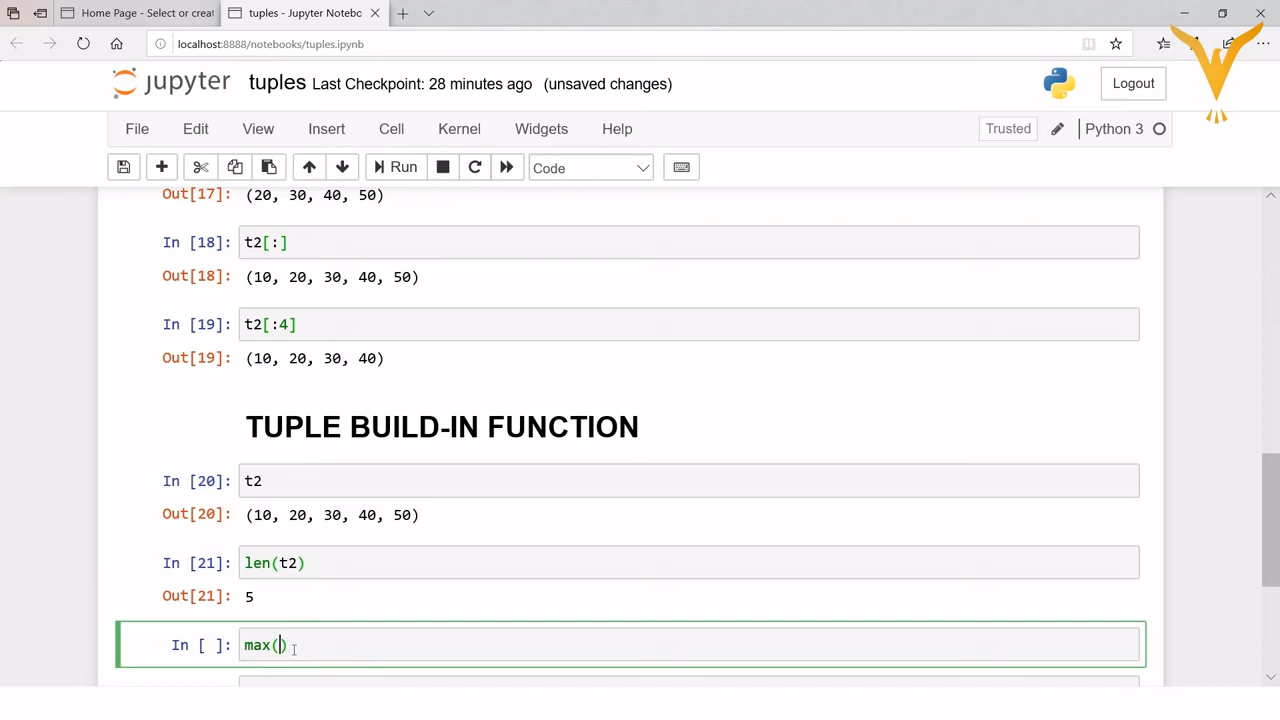 Home Page - Select or creat
tuples - Jupyter Notebo
localhost:8888/notebooks/tuples.ipynb
jupyter tuples Last Checkpoint: 28 minutes ago (unsaved changes)
Logout
File Edit View Insert Cell Kernel Widgets Help
Trusted Python 3
Run Code
Out[17]: (20, 30, 40, 50)
In [18]: t2[:]
Out[18]: (10, 20, 30, 40, 50)
In [19]: t2[:4]
Out[19]: (10, 20, 30, 40)
TUPLE BUILD-IN FUNCTION
In [20]: t2
Out[20]: (10, 20, 30, 40, 50)
In [21]: len(t2)
Out[21]: 5
In [ ]: max()